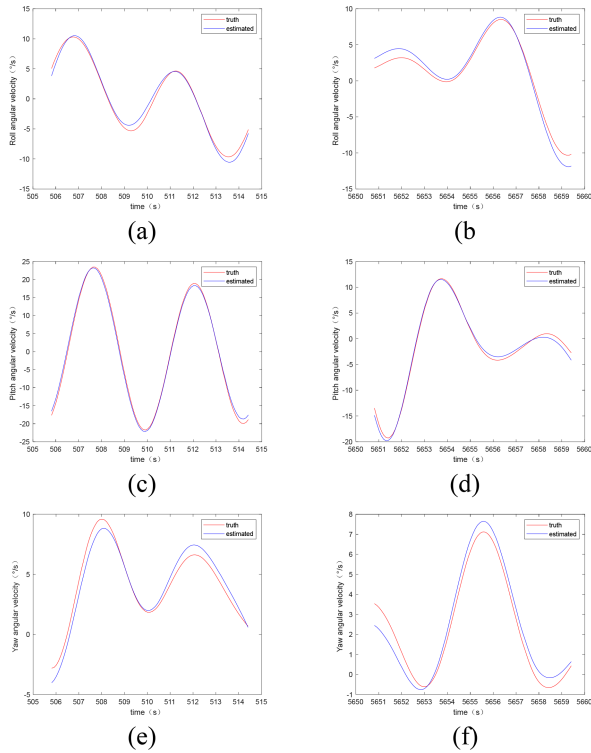 15
10
5
0
-5
-10
-15
Roll angular velocity（°/s）
truth
estimated
505 506 507 508 509 510 511 512 513 514 515
time（s）
(a)
10
5
0
-5
-10
-15
Roll angular velocity（°/s）
truth
estimated
5650 5651 5652 5653 5654 5655 5656 5657 5658 5659 5660
time（s）
(b)
25
20
15
10
5
0
-5
-10
-15
-20
-25
Pitch angular velocity（°/s）
truth
estimated
505 506 507 508 509 510 511 512 513 514 515
time（s）
(c)
15
10
5
0
-5
-10
-15
-20
Pitch angular velocity（°/s）
truth
estimated
5650 5651 5652 5653 5654 5655 5656 5657 5658 5659 5660
time（s）
(d)
10
5
0
-5
Yaw angular velocity（°/s）
truth
estimated
505 506 507 508 509 510 511 512 513 514 515
time（s）
(e)
8
7
6
5
4
3
2
1
0
-1
Yaw angular velocity（°/s）
truth
estimated
5650 5651 5652 5653 5654 5655 5656 5657 5658 5659 5660
time（s）
(f)